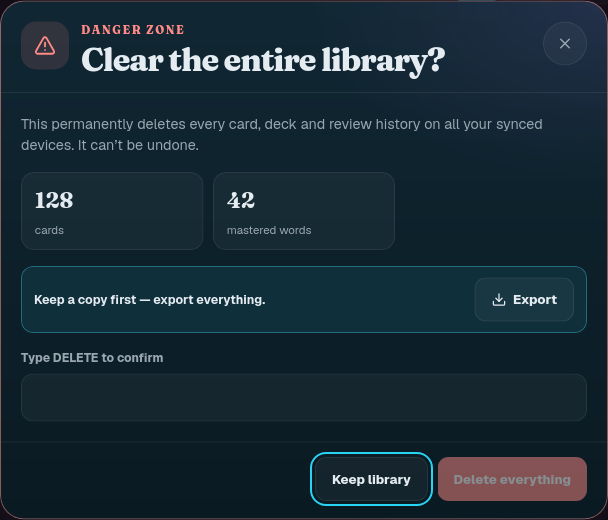 DANGER ZONE
Clear the entire library?
This permanently deletes every card, deck and review history on all your synced
devices. It can’t be undone.
128
cards
42
mastered words
Keep a copy first — export everything.
Export
Type DELETE to confirm
Keep library
Delete everything